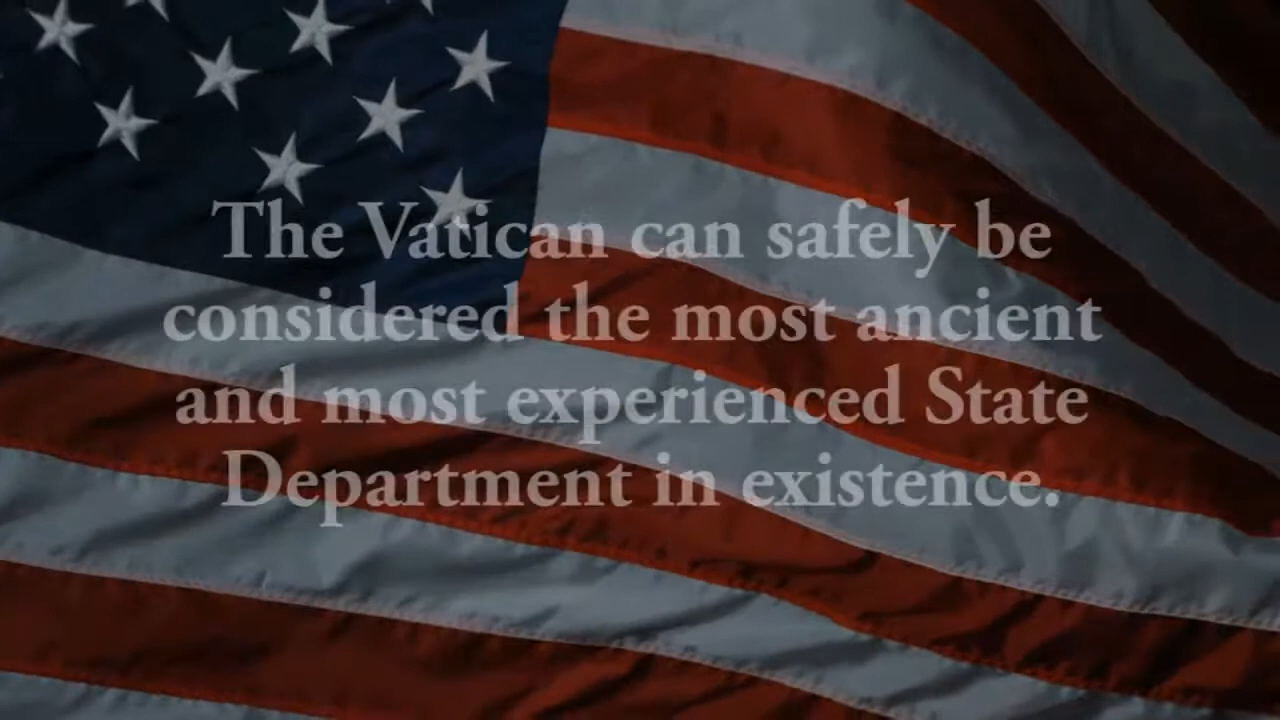 The Vatican can safely be
considered the most ancient
and most experienced State
Department in existence.